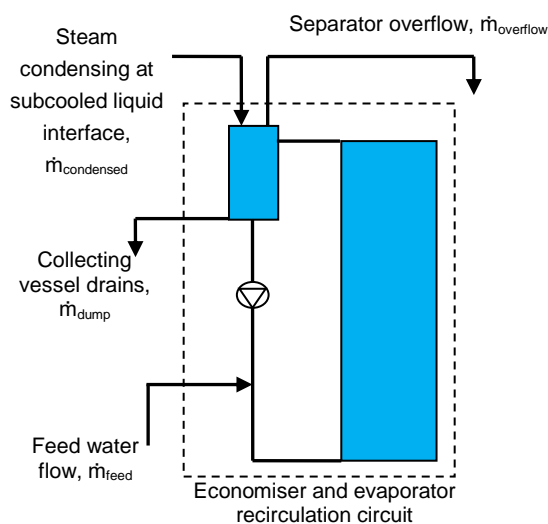 Steam
condensing at
subcooled liquid
interface,
ṁcondensed
Separator overflow, ṁoverflow
Collecting
vessel drains,
ṁdump
Feed water
flow, ṁfeed
Economiser and evaporator
recirculation circuit